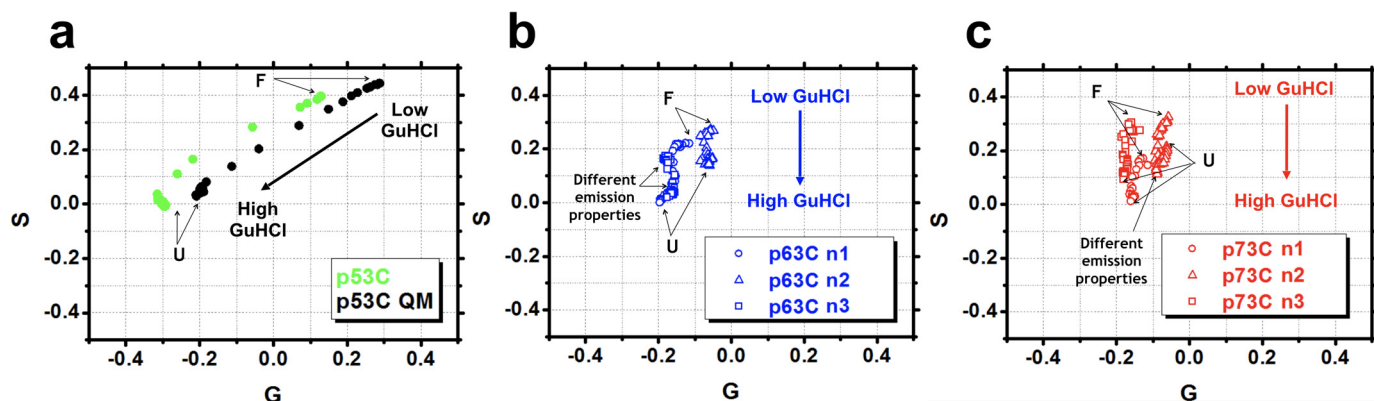 a
S
0.4
0.2
0.0
-0.2
-0.4
-0.4
-0.2
0.0
0.2
0.4
G
F
Low
GuHCl
High
GuHCl
U
p53C
p53C QM
b
S
0.4
0.2
0.0
-0.2
-0.4
-0.4
-0.2
0.0
0.2
0.4
G
F
Low GuHCl
Different
emission
properties
High GuHCl
U
p63C n1
p63C n2
p63C n3
c
S
0.4
0.2
0.0
-0.2
-0.4
-0.4
-0.2
0.0
0.2
0.4
G
F
Low GuHCl
U
High GuHCl
Different
emission
properties
p73C n1
p73C n2
p73C n3